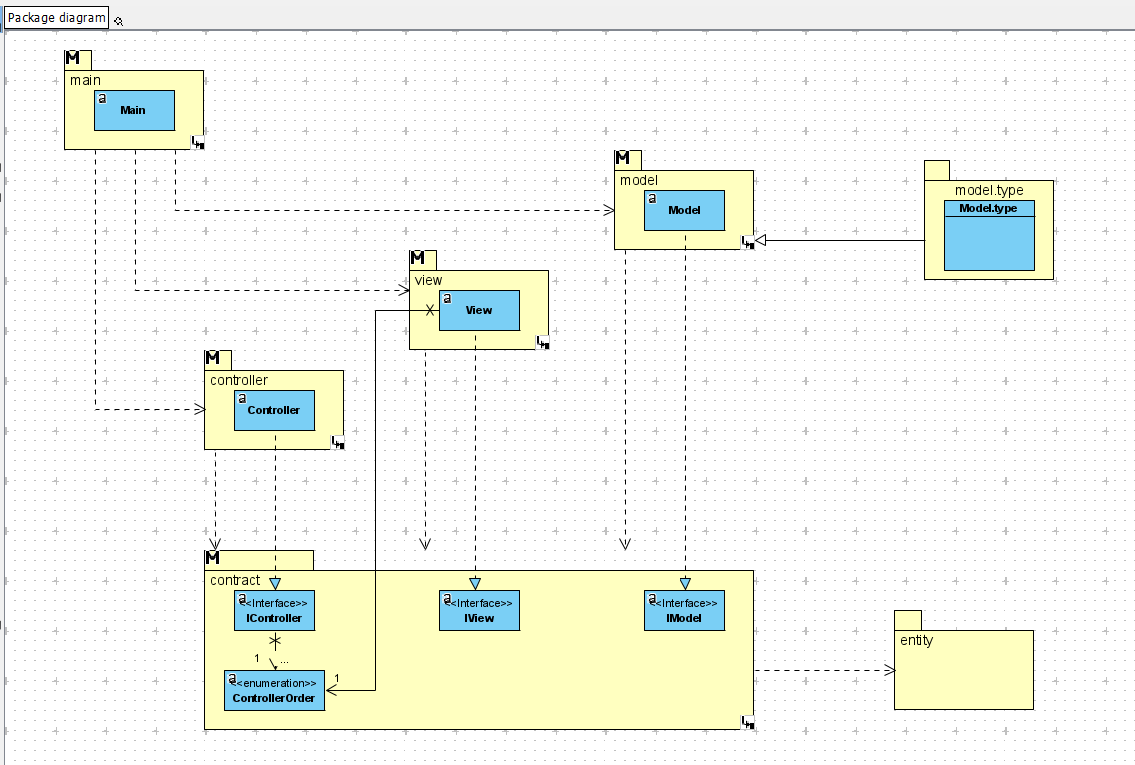 Package diagram
M
main
a
Main
M
model
a
Model
model.type
Model.type
M
view
a
View
M
controller
a
Controller
M
contract
a
<<Interface>>
IController
a
<<Interface>>
IView
a
<<Interface>>
IModel
1 ...
a
<<enumeration>>
ControllerOrder
1
entity